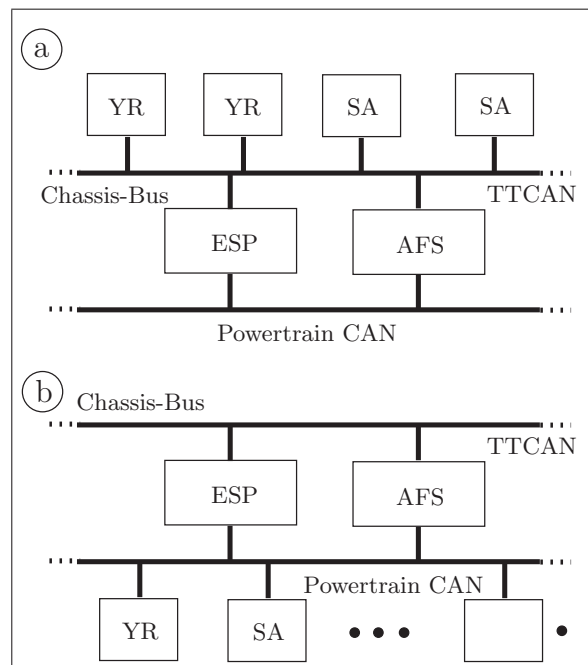 a
YR YR SA SA
Chassis-Bus TTCAN
ESP AFS
Powertrain CAN
b
Chassis-Bus
TTCAN
ESP AFS
Powertrain CAN
YR SA